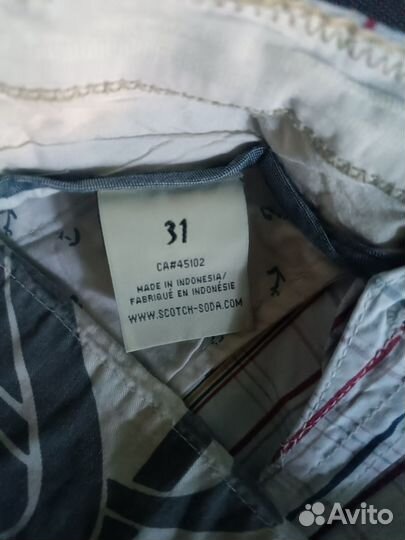 31
CA#45102
MADE IN INDONESIA/
FABRIQUÉ EN INDONÉSIE
WWW.SCOTCH-SODA.COM
Avito